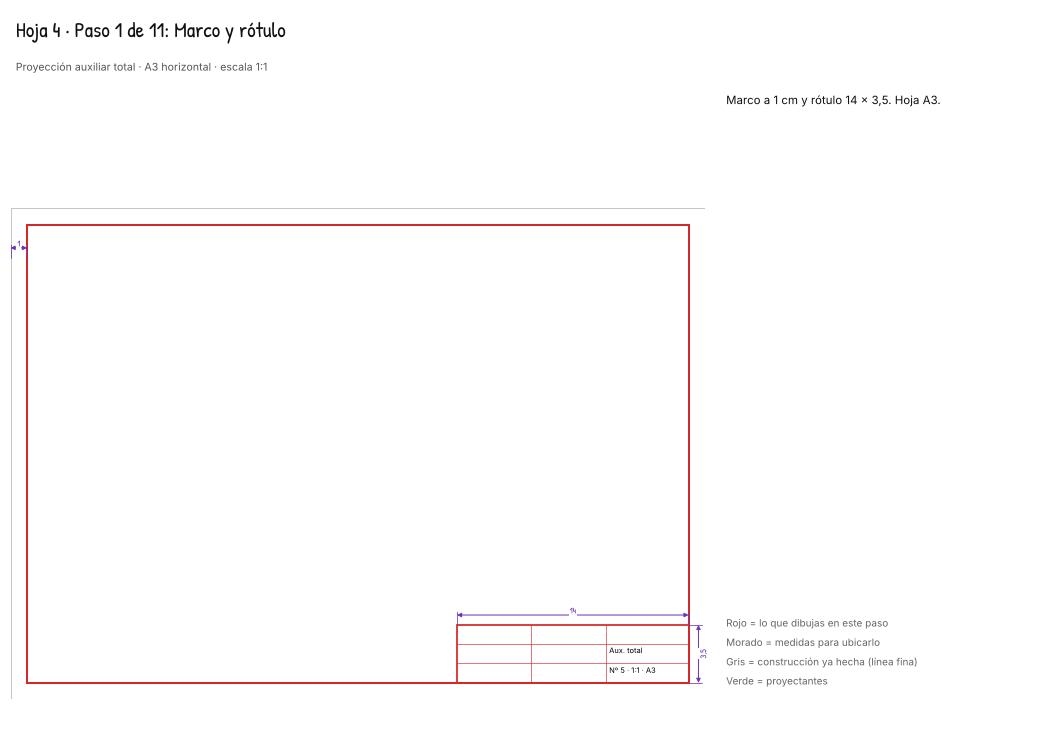 Hoja 4 · Paso 1 de 11: Marco y rótulo
Proyección auxiliar total · A3 horizontal · escala 1:1
Marco a 1 cm y rótulo 14 × 3,5. Hoja A3.
1
14
Aux. total
3,5
Nº 5 · 1:1 · A3
Rojo = lo que dibujas en este paso
Morado = medidas para ubicarlo
Gris = construcción ya hecha (línea fina)
Verde = proyectantes